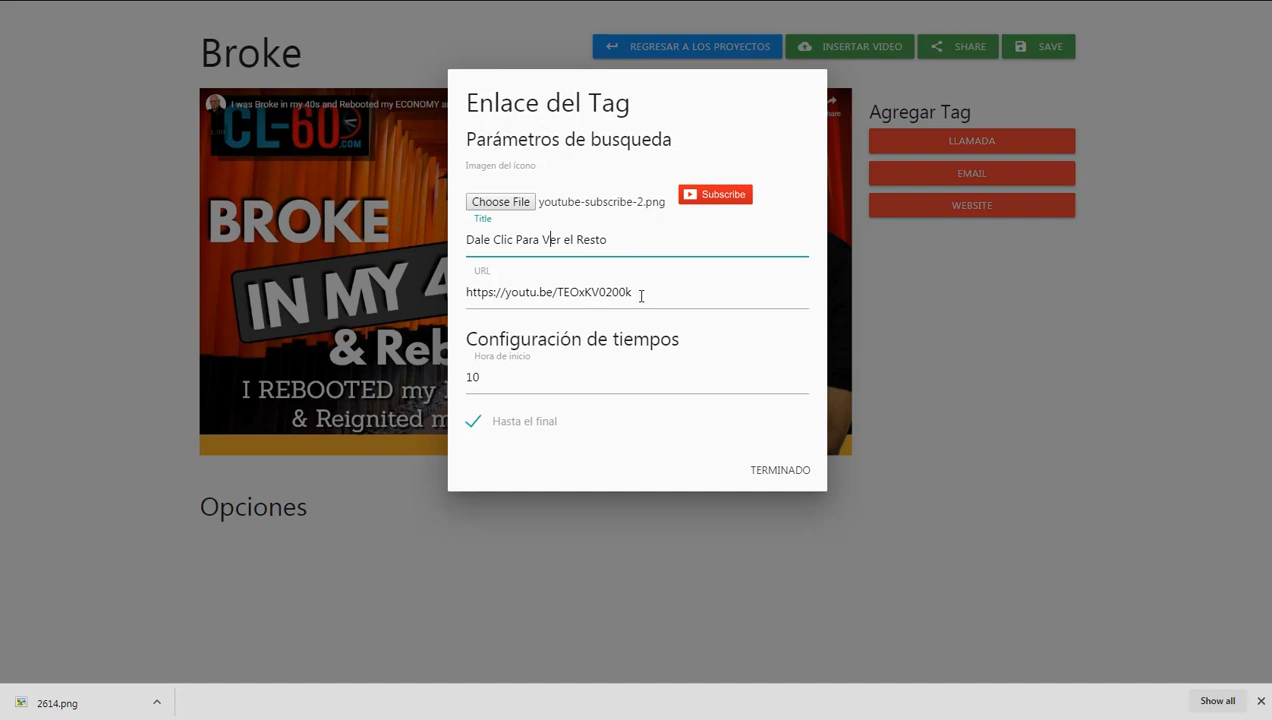 Broke
REGRESAR A LOS PROYECTOS
INSERTAR VIDEO
SHARE
SAVE
I was Broke in my 40s and Rebooted my ECONOMY a
hare
CL-60
.COM
BROKE
IN MY 4
& Reb
I REBOOTED my
& Reignited m
Enlace del Tag
Parámetros de busqueda
Imagen del ícono
Choose File youtube-subscribe-2.png
Subscribe
Title
Dale Clic Para Ver el Resto
URL
https://youtu.be/TEOxKV0200k
Configuración de tiempos
Hora de inicio
10
Hasta el final
TERMINADO
Agregar Tag
LLAMADA
EMAIL
WEBSITE
Opciones
2614.png
Show all